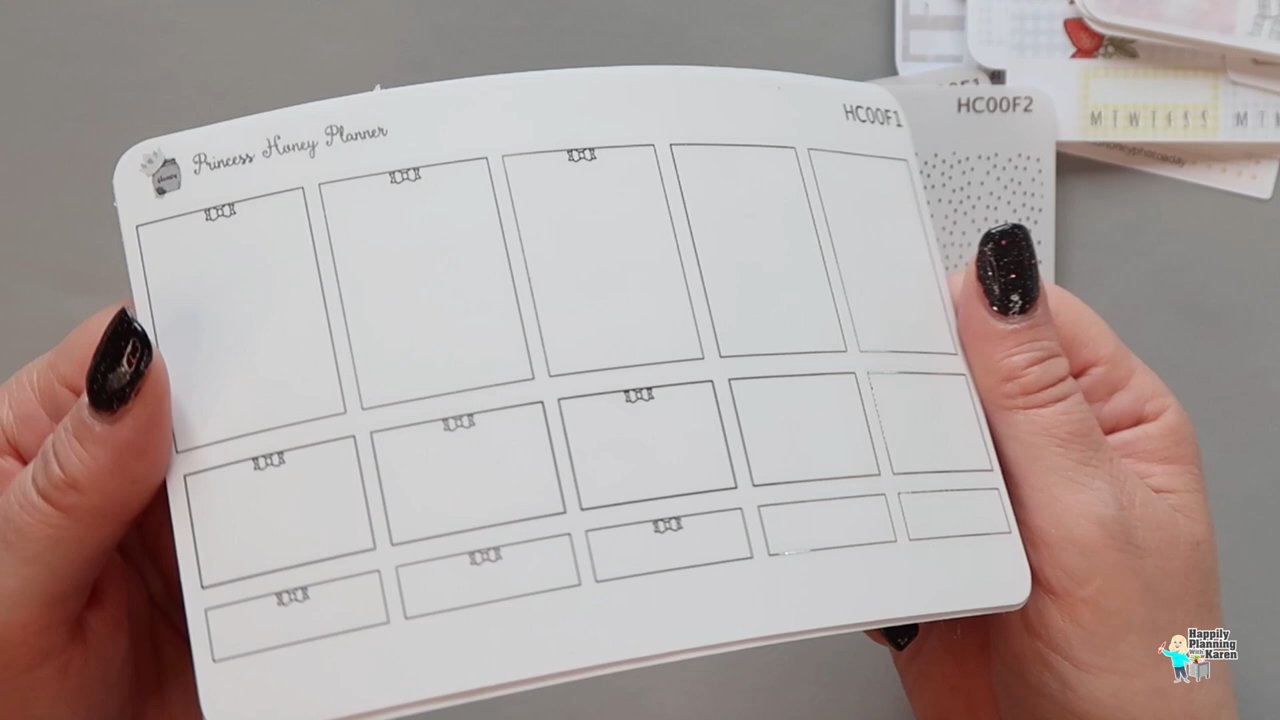 Princess Honey Planner
HC00F1
HC00F2
M T W T F S S
M T W
Happily
Planning
With
Karen